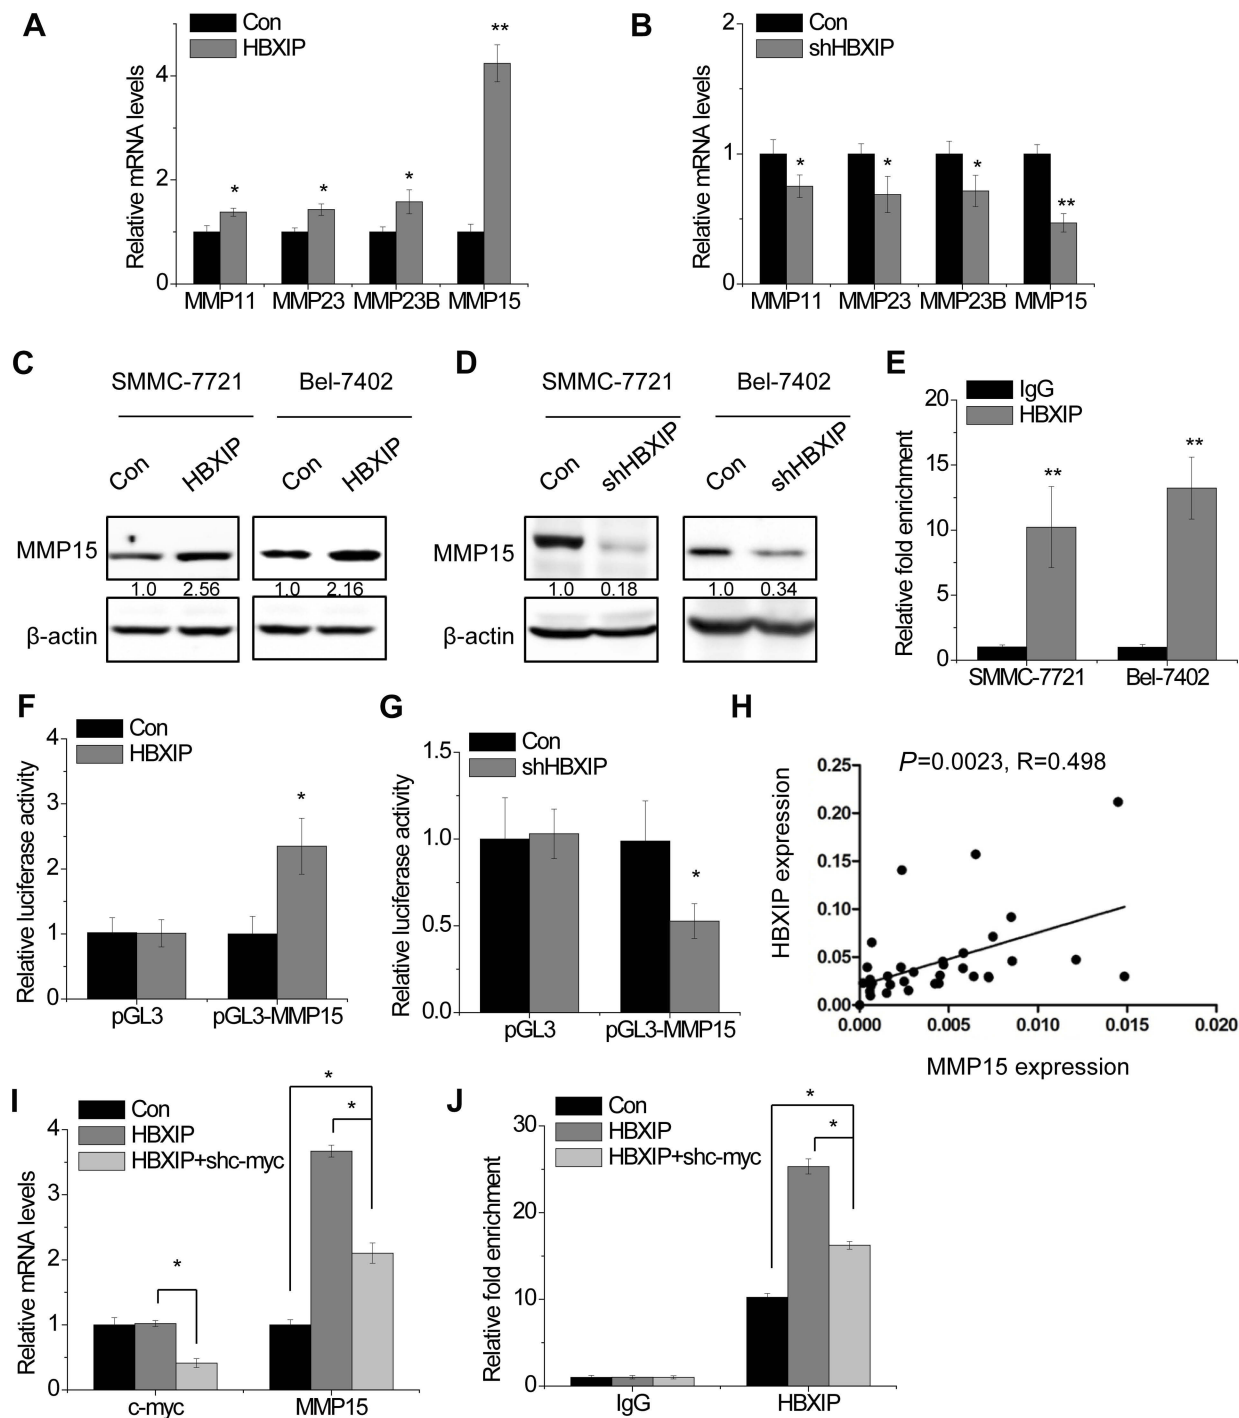 A
Con
HBXIP
Relative mRNA levels
4
2
0
*
*
*
**
MMP11 MMP23 MMP23B MMP15
B
Con
shHBXIP
Relative mRNA levels
2
1
0
*
*
*
**
MMP11 MMP23 MMP23B MMP15
C
SMMC-7721 Bel-7402
Con HBXIP Con HBXIP
MMP15
1.0 2.56 1.0 2.16
β-actin
D
SMMC-7721 Bel-7402
Con shHBXIP Con shHBXIP
MMP15
1.0 0.18 1.0 0.34
β-actin
E
IgG
HBXIP
Relative fold enrichment
20
15
10
5
0
**
**
SMMC-7721 Bel-7402
F
Con
HBXIP
Relative luciferase activity
4
3
2
1
0
*
pGL3 pGL3-MMP15
G
Con
shHBXIP
Relative luciferase activity
1.5
1.0
0.5
0.0
*
pGL3 pGL3-MMP15
H
P=0.0023, R=0.498
HBXIP expression
0.25
0.20
0.15
0.10
0.05
0.00
0.000 0.005 0.010 0.015 0.020
MMP15 expression
I
Con
HBXIP
HBXIP+shc-myc
Relative mRNA levels
4
3
2
1
0
*
*
*
c-myc MMP15
J
Con
HBXIP
HBXIP+shc-myc
Relative fold enrichment
30
20
10
0
*
*
IgG HBXIP